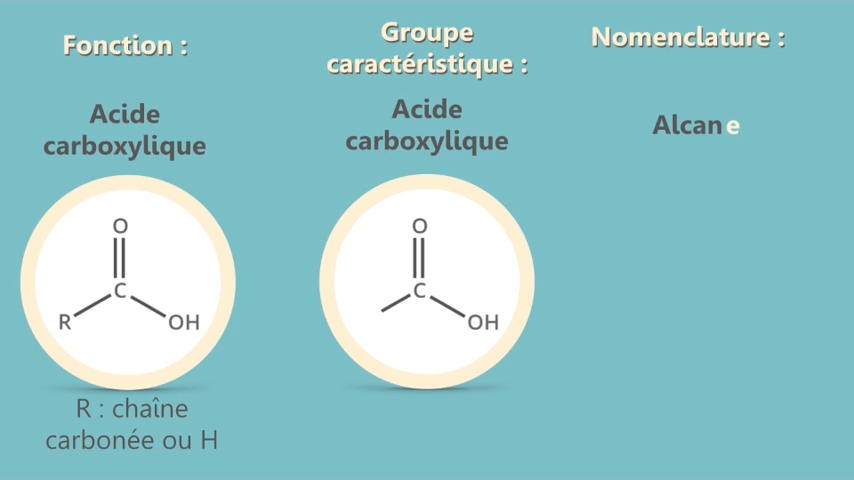 Fonction :
Groupe
caractéristique :
Nomenclature :
Acide
carboxylique
Acide
carboxylique
Alcane
O
C
R
OH
O
C
OH
R : chaîne
carbonée ou H